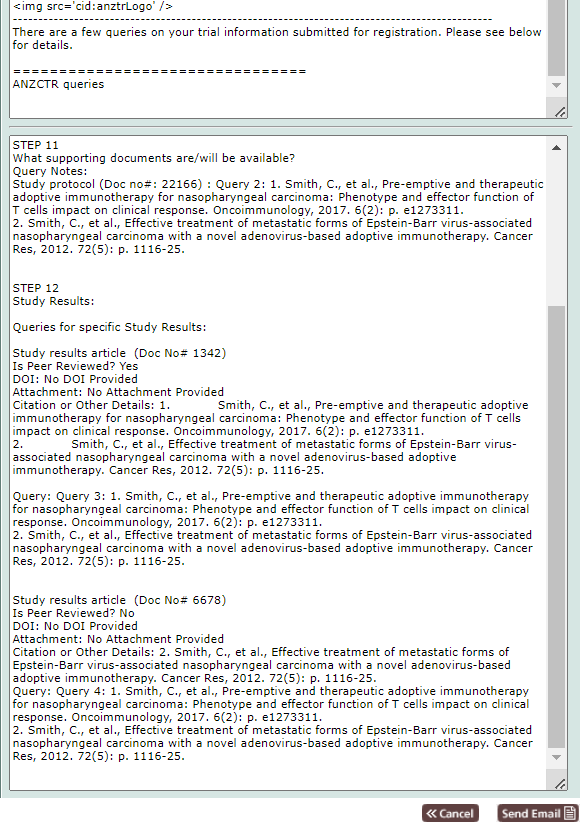 <img src='cid:anztrLogo' />
--------------------------------------------------------------------------------
There are a few queries on your trial information submitted for registration. Please see below
for details.
================================
ANZCTR queries
STEP 11
What supporting documents are/will be available?
Query Notes:
Study protocol (Doc no#: 22166) : Query 2: 1. Smith, C., et al., Pre-emptive and therapeutic
adoptive immunotherapy for nasopharyngeal carcinoma: Phenotype and effector function of
T cells impact on clinical response. Oncoimmunology, 2017. 6(2): p. e1273311.
2. Smith, C., et al., Effective treatment of metastatic forms of Epstein-Barr virus-associated
nasopharyngeal carcinoma with a novel adenovirus-based adoptive immunotherapy. Cancer
Res, 2012. 72(5): p. 1116-25.
STEP 12
Study Results:
Queries for specific Study Results:
Study results article  (Doc No# 1342)
Is Peer Reviewed? Yes
DOI: No DOI Provided
Attachment: No Attachment Provided
Citation or Other Details: 1. Smith, C., et al., Pre-emptive and therapeutic adoptive
immunotherapy for nasopharyngeal carcinoma: Phenotype and effector function of T cells
impact on clinical response. Oncoimmunology, 2017. 6(2): p. e1273311.
2. Smith, C., et al., Effective treatment of metastatic forms of Epstein-Barr virus-
associated nasopharyngeal carcinoma with a novel adenovirus-based adoptive
immunotherapy. Cancer Res, 2012. 72(5): p. 1116-25.
Query: Query 3: 1. Smith, C., et al., Pre-emptive and therapeutic adoptive immunotherapy
for nasopharyngeal carcinoma: Phenotype and effector function of T cells impact on clinical
response. Oncoimmunology, 2017. 6(2): p. e1273311.
2. Smith, C., et al., Effective treatment of metastatic forms of Epstein-Barr virus-associated
nasopharyngeal carcinoma with a novel adenovirus-based adoptive immunotherapy. Cancer
Res, 2012. 72(5): p. 1116-25.
Study results article  (Doc No# 6678)
Is Peer Reviewed? No
DOI: No DOI Provided
Attachment: No Attachment Provided
Citation or Other Details: 2. Smith, C., et al., Effective treatment of metastatic forms of
Epstein-Barr virus-associated nasopharyngeal carcinoma with a novel adenovirus-based
adoptive immunotherapy. Cancer Res, 2012. 72(5): p. 1116-25.
Query: Query 4: 1. Smith, C., et al., Pre-emptive and therapeutic adoptive immunotherapy
for nasopharyngeal carcinoma: Phenotype and effector function of T cells impact on clinical
response. Oncoimmunology, 2017. 6(2): p. e1273311.
2. Smith, C., et al., Effective treatment of metastatic forms of Epstein-Barr virus-associated
nasopharyngeal carcinoma with a novel adenovirus-based adoptive immunotherapy. Cancer
Res, 2012. 72(5): p. 1116-25.
Cancel Send Email